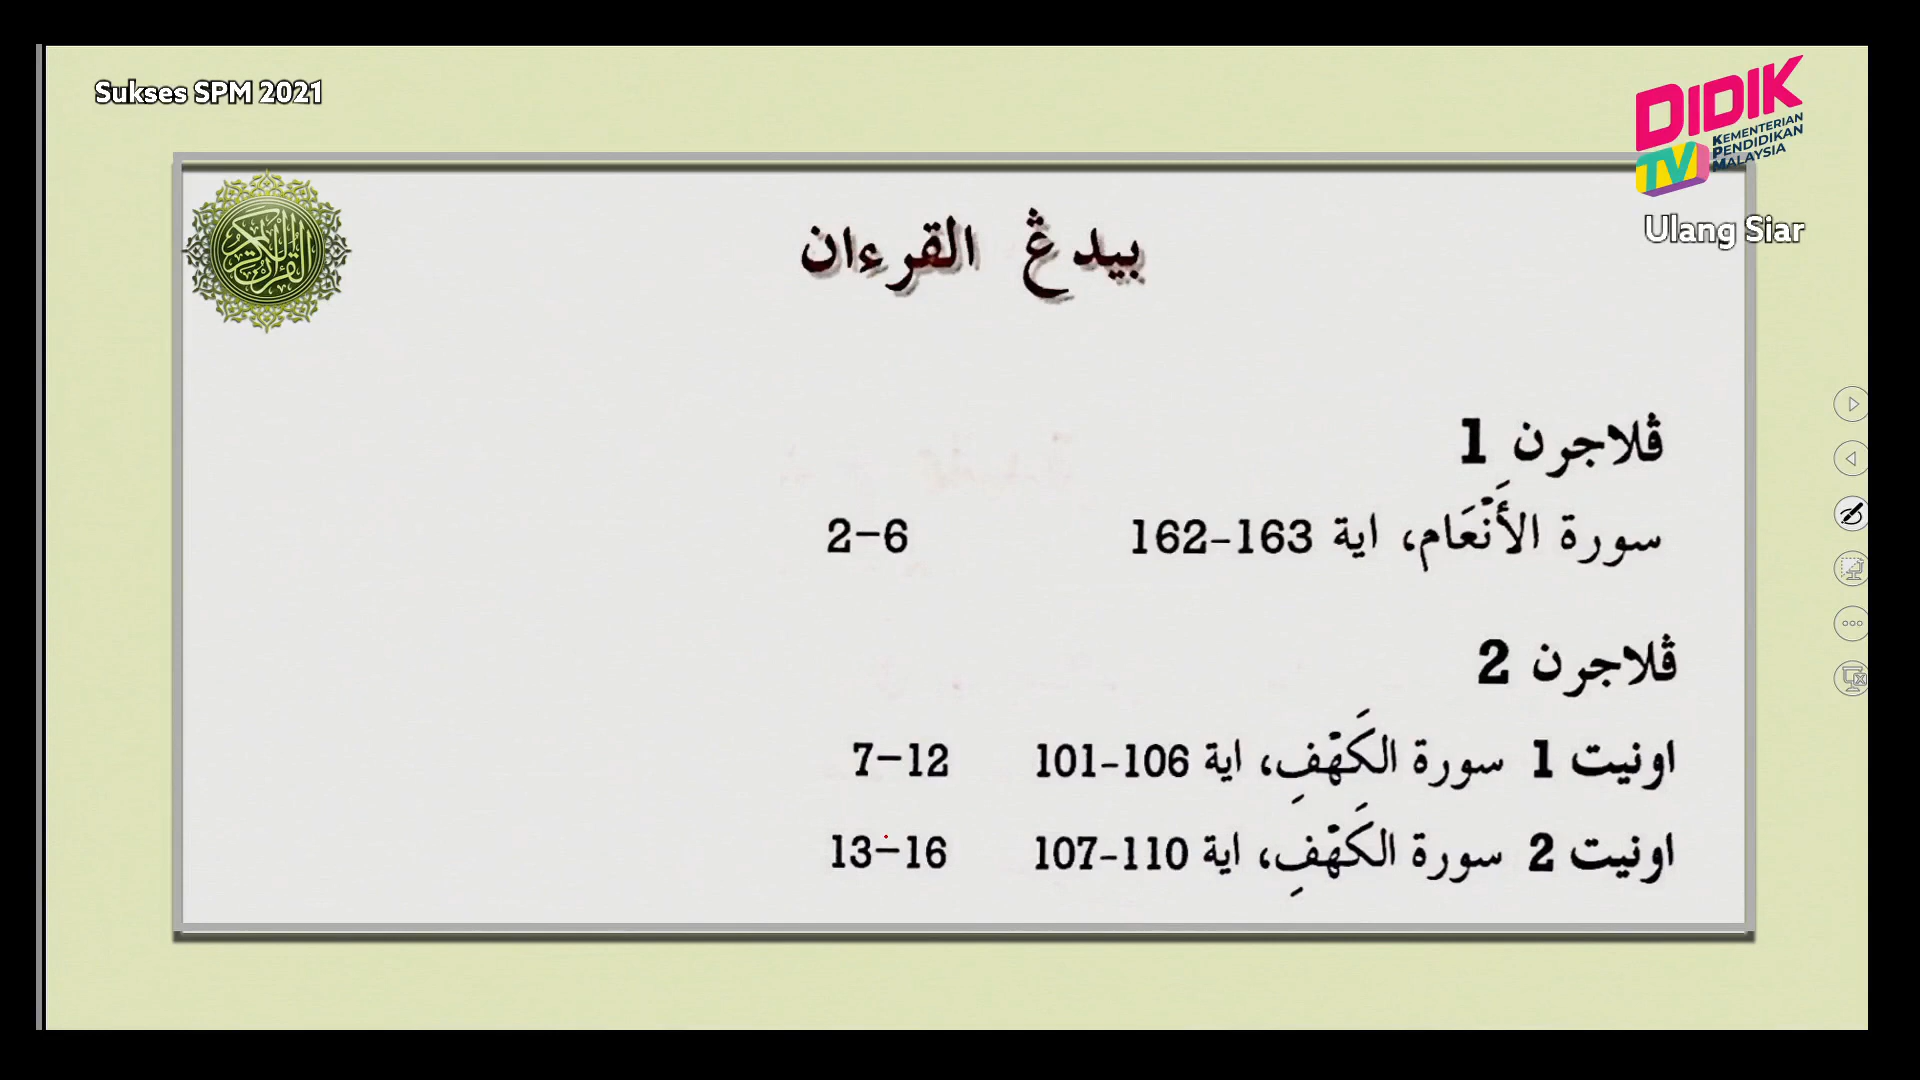 Sukses SPM 2021
DIDIK
TV
KEMENTERIAN
PENDIDIKAN
MALAYSIA
Ulang Siar
بيدڠ القرءان
ڤلاجرن 1
سورة الأَنْعَام، اية 162-163 2-6
ڤلاجرن 2
اونيت 1 سورة الكَهْفِ، اية 101-106 7-12
اونيت 2 سورة الكَهْفِ، اية 107-110 13-16